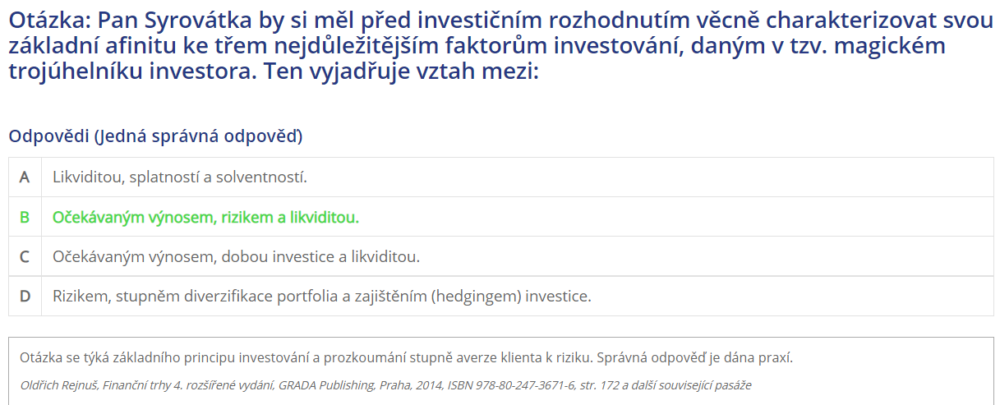 Otázka: Pan Syrovátka by si měl před investičním rozhodnutím věcně charakterizovat svou
základní afinitu ke třem nejdůležitějším faktorům investování, daným v tzv. magickém
trojúhelníku investora. Ten vyjadřuje vztah mezi:
Odpovědi (Jedná správná odpověď)
A Likviditou, splatností a solventností.
B Očekávaným výnosem, rizikem a likviditou.
C Očekávaným výnosem, dobou investice a likviditou.
D Rizikem, stupněm diverzifikace portfolia a zajištěním (hedgingem) investice.
Otázka se týká základního principu investování a prozkoumání stupně averze klienta k riziku. Správná odpověď je dána praxí.
Oldřich Rejnuš, Finanční trhy 4. rozšířené vydání, GRADA Publishing, Praha, 2014, ISBN 978-80-247-3671-6, str. 172 a další související pasáže